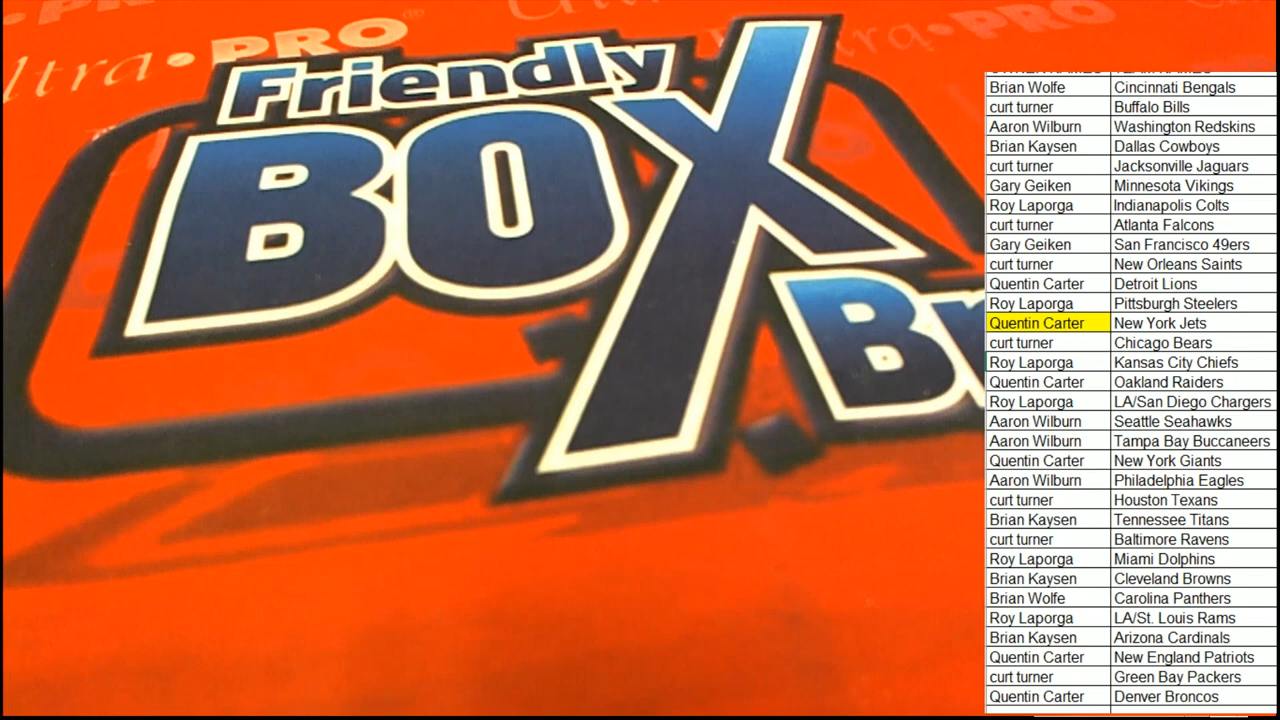 Ultra•PRO®
Friendly
BOX
Br
Brian Wolfe Cincinnati Bengals
curt turner Buffalo Bills
Aaron Wilburn Washington Redskins
Brian Kaysen Dallas Cowboys
curt turner Jacksonville Jaguars
Gary Geiken Minnesota Vikings
Roy Laporga Indianapolis Colts
curt turner Atlanta Falcons
Gary Geiken San Francisco 49ers
curt turner New Orleans Saints
Quentin Carter Detroit Lions
Roy Laporga Pittsburgh Steelers
Quentin Carter New York Jets
curt turner Chicago Bears
Roy Laporga Kansas City Chiefs
Quentin Carter Oakland Raiders
Roy Laporga LA/San Diego Chargers
Aaron Wilburn Seattle Seahawks
Aaron Wilburn Tampa Bay Buccaneers
Quentin Carter New York Giants
Aaron Wilburn Philadelphia Eagles
curt turner Houston Texans
Brian Kaysen Tennessee Titans
curt turner Baltimore Ravens
Roy Laporga Miami Dolphins
Brian Kaysen Cleveland Browns
Brian Wolfe Carolina Panthers
Roy Laporga LA/St. Louis Rams
Brian Kaysen Arizona Cardinals
Quentin Carter New England Patriots
curt turner Green Bay Packers
Quentin Carter Denver Broncos